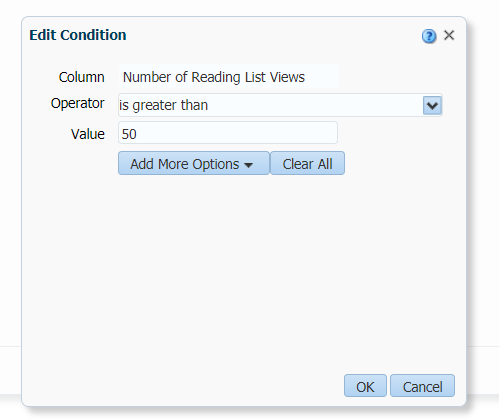 Edit Condition
Column Number of Reading List Views
Operator is greater than
Value 50
Add More Options Clear All
OK Cancel